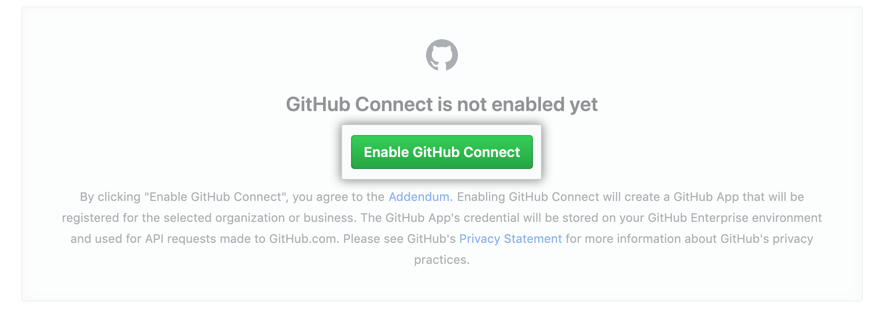 GitHub Connect is not enabled yet
Enable GitHub Connect
By clicking "Enable GitHub Connect", you agree to the Addendum. Enabling GitHub Connect will create a GitHub App that will be
registered for the selected organization or business. The GitHub App's credential will be stored on your GitHub Enterprise environment
and used for API requests made to GitHub.com. Please see GitHub's Privacy Statement for more information about GitHub's privacy
practices.